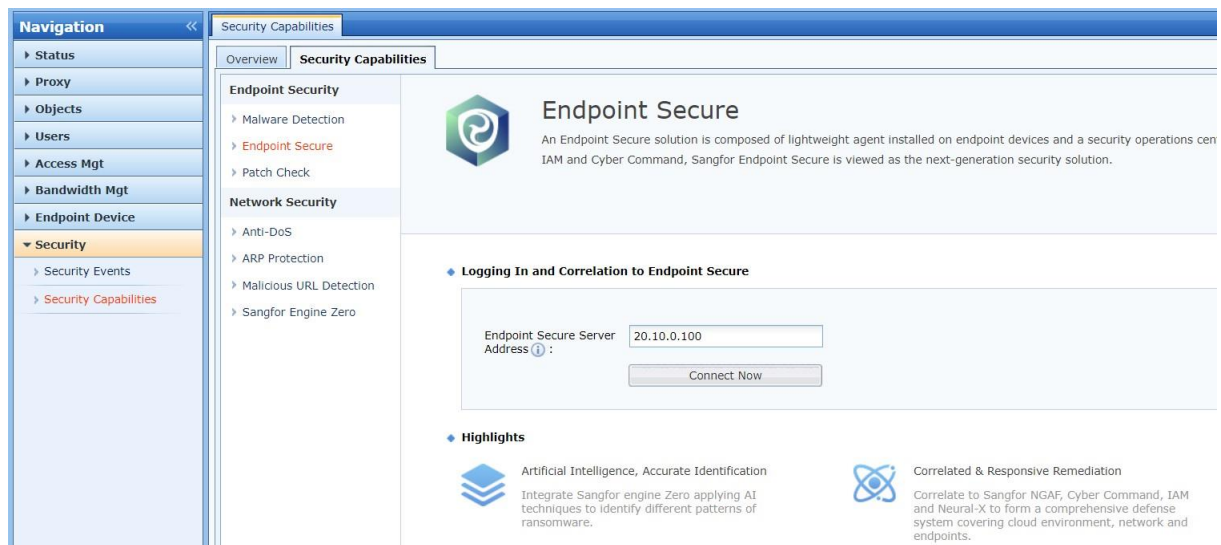 Navigation
Status
Proxy
Objects
Users
Access Mgt
Bandwidth Mgt
Endpoint Device
Security
Security Events
Security Capabilities
Security Capabilities
Overview
Security Capabilities
Endpoint Security
Malware Detection
Endpoint Secure
Patch Check
Network Security
Anti-DoS
ARP Protection
Malicious URL Detection
Sangfor Engine Zero
Endpoint Secure
An Endpoint Secure solution is composed of lightweight agent installed on endpoint devices and a security operations cen
IAM and Cyber Command, Sangfor Endpoint Secure is viewed as the next-generation security solution.
Logging In and Correlation to Endpoint Secure
Endpoint Secure Server
Address :
20.10.0.100
Connect Now
Highlights
Artificial Intelligence, Accurate Identification
Integrate Sangfor engine Zero applying AI
techniques to identify different patterns of
ransomware.
Correlated & Responsive Remediation
Correlate to Sangfor NGAF, Cyber Command, IAM
and Neural-X to form a comprehensive defense
system covering cloud environment, network and
endpoints.